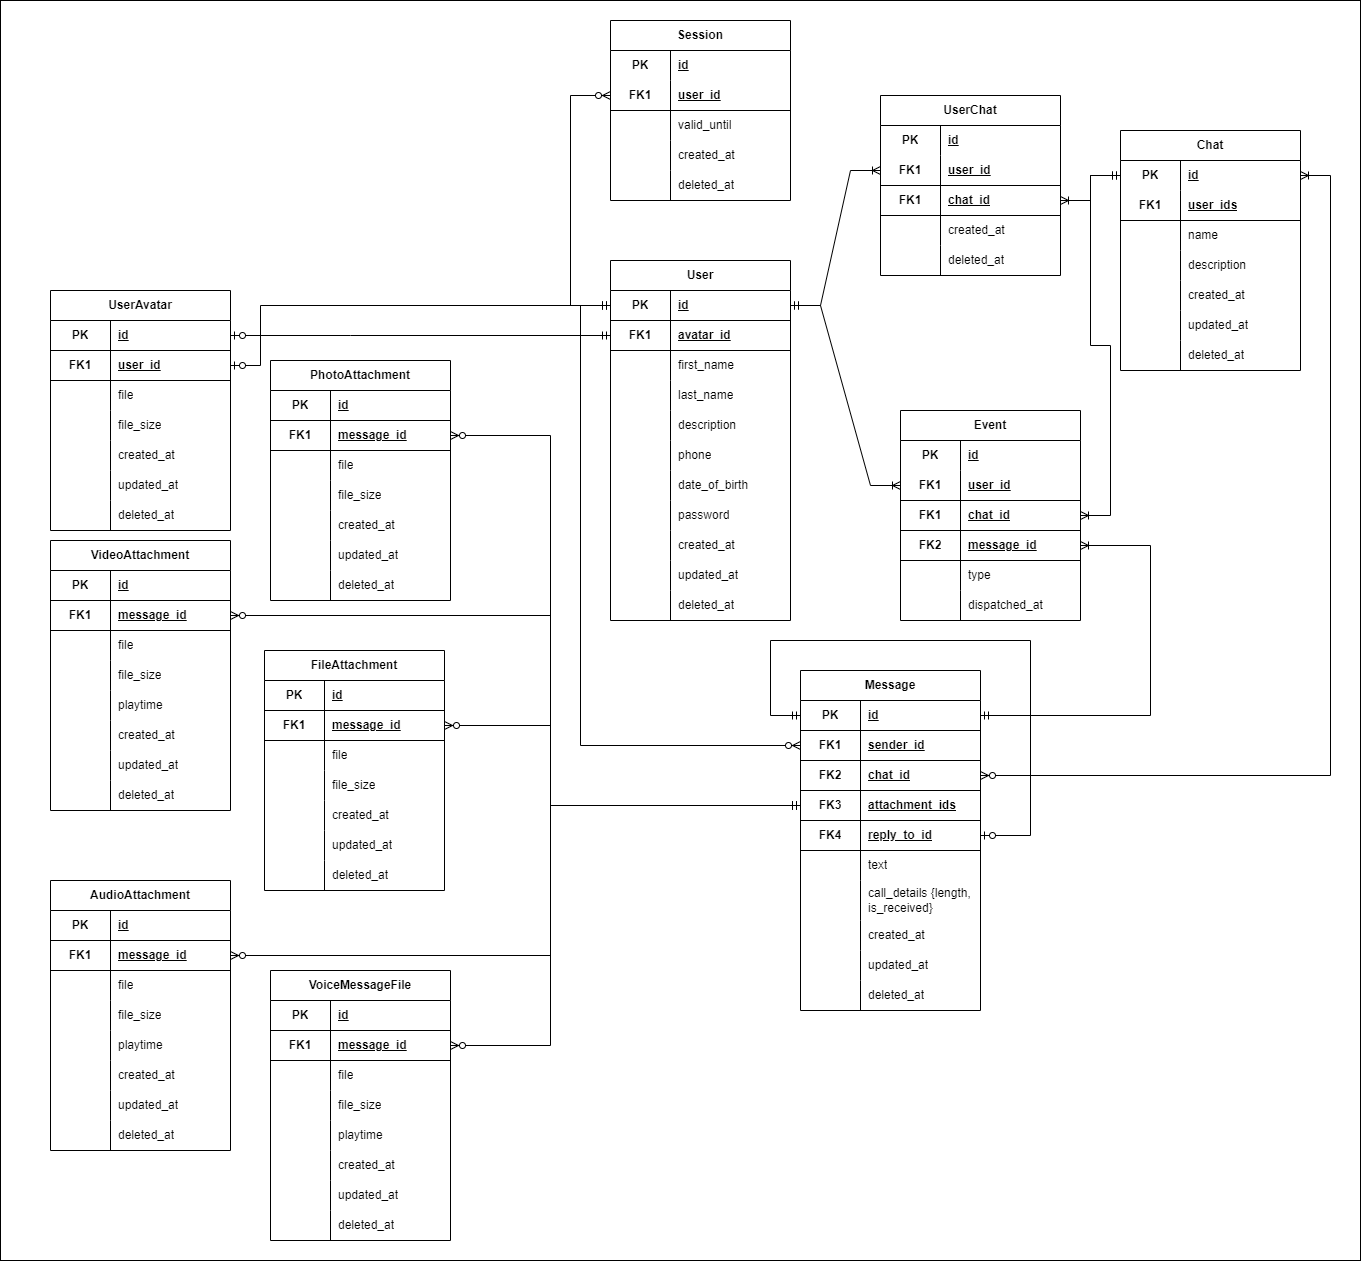 Session
PK id
FK1 user_id
valid_until
created_at
deleted_at
UserChat
PK id
FK1 user_id
FK1 chat_id
created_at
deleted_at
Chat
PK id
FK1 user_ids
name
description
created_at
updated_at
deleted_at
User
PK id
FK1 avatar_id
first_name
last_name
description
phone
date_of_birth
password
created_at
updated_at
deleted_at
UserAvatar
PK id
FK1 user_id
file
file_size
created_at
updated_at
deleted_at
PhotoAttachment
PK id
FK1 message_id
file
file_size
created_at
updated_at
deleted_at
Event
PK id
FK1 user_id
FK1 chat_id
FK2 message_id
type
dispatched_at
VideoAttachment
PK id
FK1 message_id
file
file_size
playtime
created_at
updated_at
deleted_at
FileAttachment
PK id
FK1 message_id
file
file_size
created_at
updated_at
deleted_at
Message
PK id
FK1 sender_id
FK2 chat_id
FK3 attachment_ids
FK4 reply_to_id
text
call_details {length,
is_received}
created_at
updated_at
deleted_at
AudioAttachment
PK id
FK1 message_id
file
file_size
playtime
created_at
updated_at
deleted_at
VoiceMessageFile
PK id
FK1 message_id
file
file_size
playtime
created_at
updated_at
deleted_at